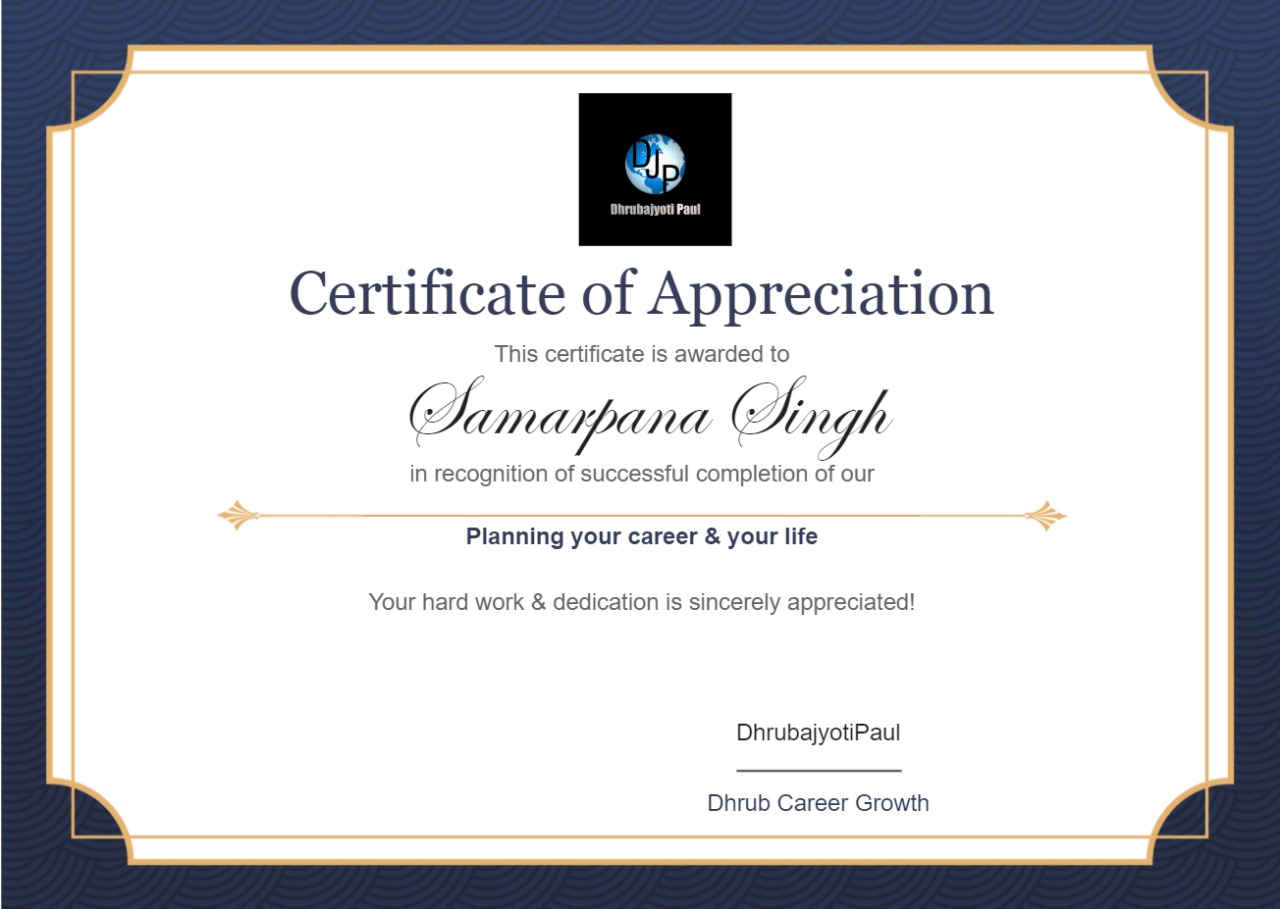 DJP
Dhrubajyoti Paul
Certificate of Appreciation
This certificate is awarded to
Samarpana Singh
in recognition of successful completion of our
Planning your career & your life
Your hard work & dedication is sincerely appreciated!
DhrubajyotiPaul
Dhrub Career Growth